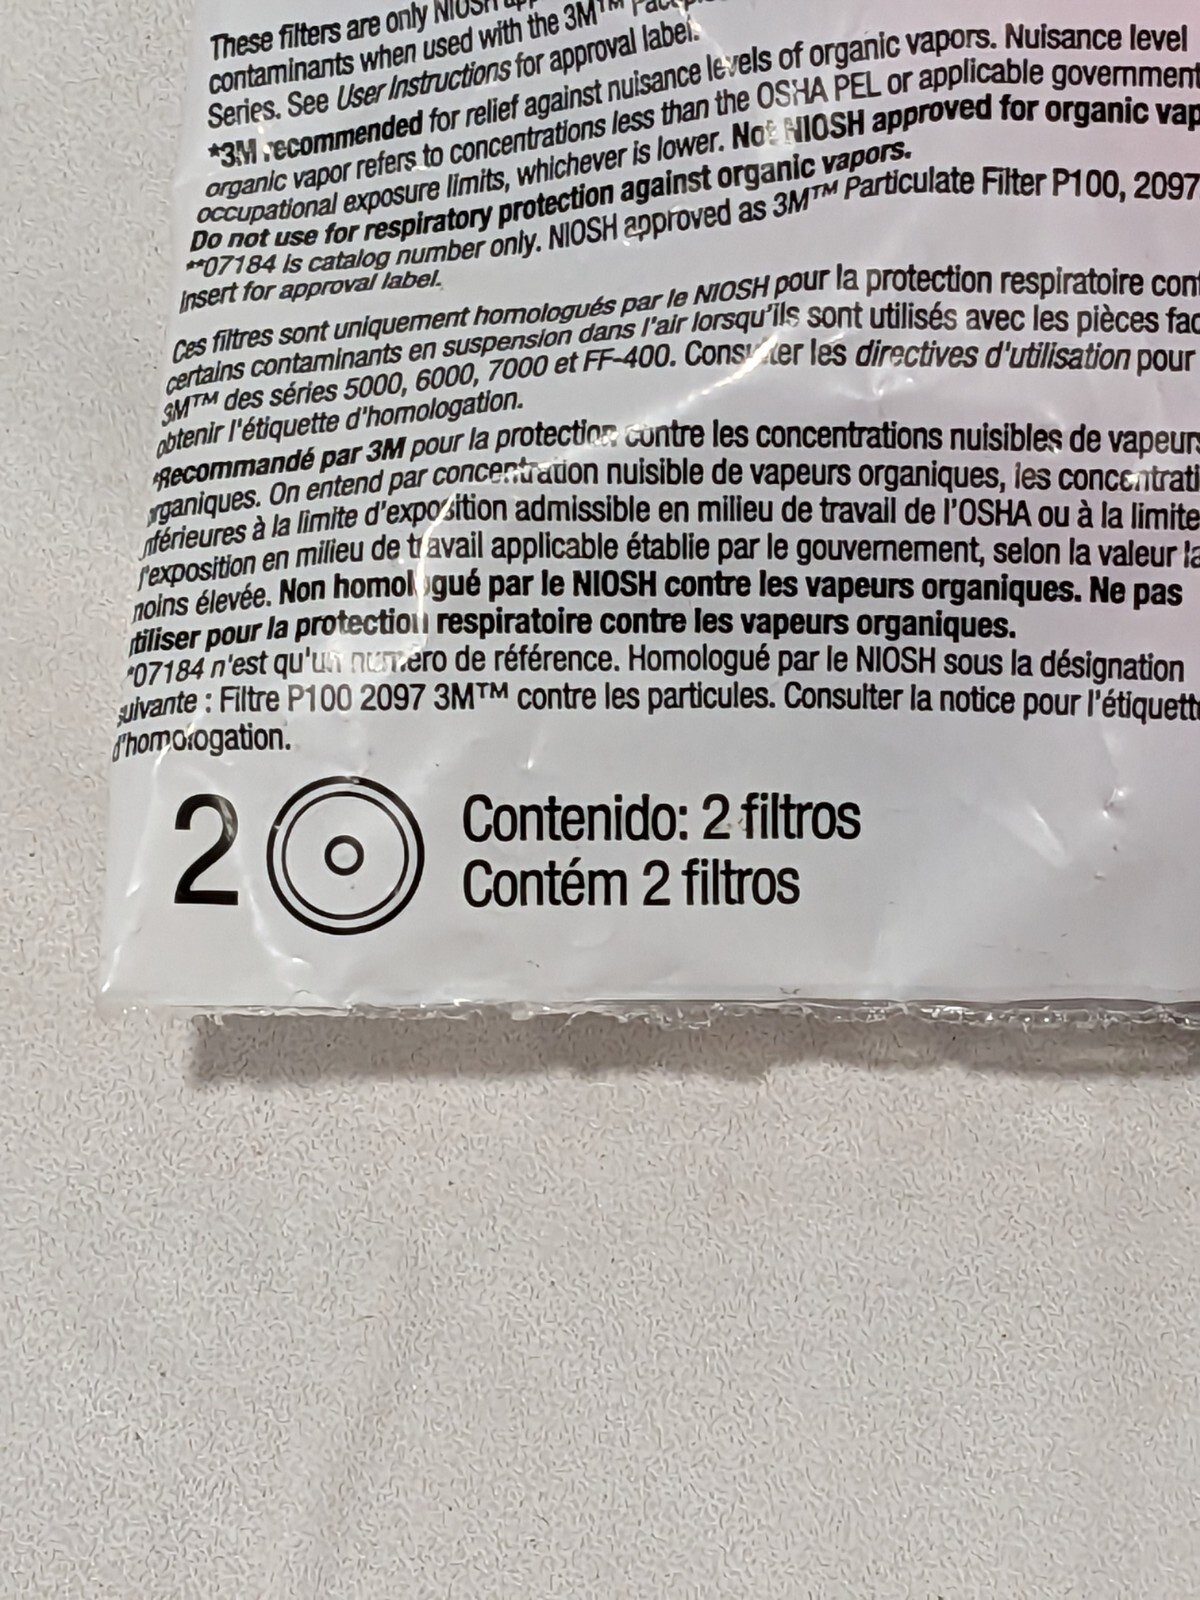 These filters are only NIOSH
contaminants when used with the 3M™
Series. See User Instructions for approval label.
*3M recommended for relief against nuisance levels of organic vapors. Nuisance level
organic vapor refers to concentrations less than the OSHA PEL or applicable government
occupational exposure limits, whichever is lower. Not NIOSH approved for organic
Do not use for respiratory protection against organic vapors.
**07184 is catalog number only. NIOSH approved as 3M™ Particulate Filter P100, 2097
Insert for approval label.
Ces filtres sont uniquement homologués par le NIOSH pour la protection respiratoire
certains contaminants en suspension dans l'air lorsqu'ils sont utilisés avec les pièces
3M™ des séries 5000, 6000, 7000 et FF-400. Consulter les directives d'utilisation pour
obtenir l'étiquette d'homologation.
*Recommandé par 3M pour la protection contre les concentrations nuisibles de vapeurs
organiques. On entend par concentration nuisible de vapeurs organiques, les
inférieures à la limite d'exposition admissible en milieu de travail de l'OSHA ou à la limite
d'exposition en milieu de travail applicable établie par le gouvernement, selon la valeur
moins élevée. Non homologué par le NIOSH contre les vapeurs organiques. Ne pas
utiliser pour la protection respiratoire contre les vapeurs organiques.
*07184 n'est qu'un numéro de référence. Homologué par le NIOSH sous la désignation
suivante : Filtre P100 2097 3M™ contre les particules. Consulter la notice pour l'étiquette
d'homologation.
2
Contenido: 2 filtros
Contém 2 filtros